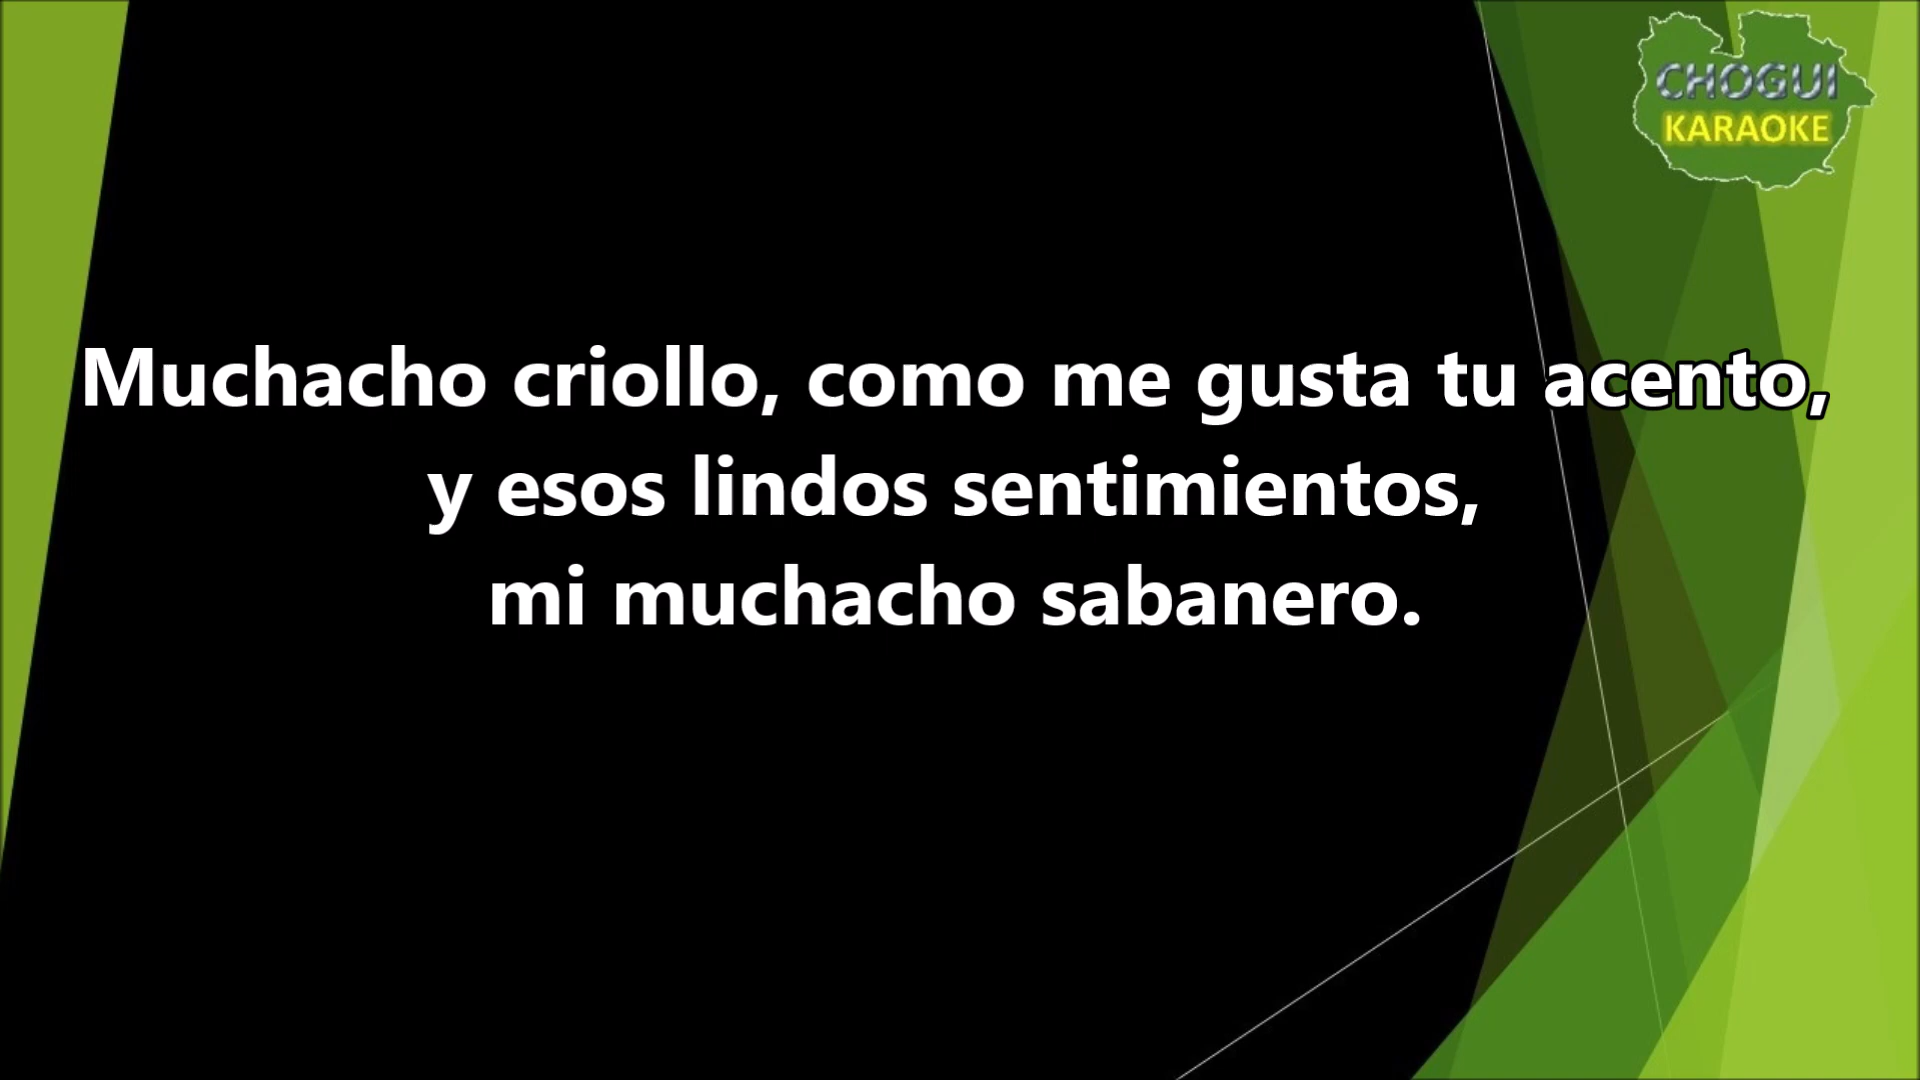 CHOGUI
KARAOKE
Muchacho criollo, como me gusta tu acento,
y esos lindos sentimientos,
mi muchacho sabanero.